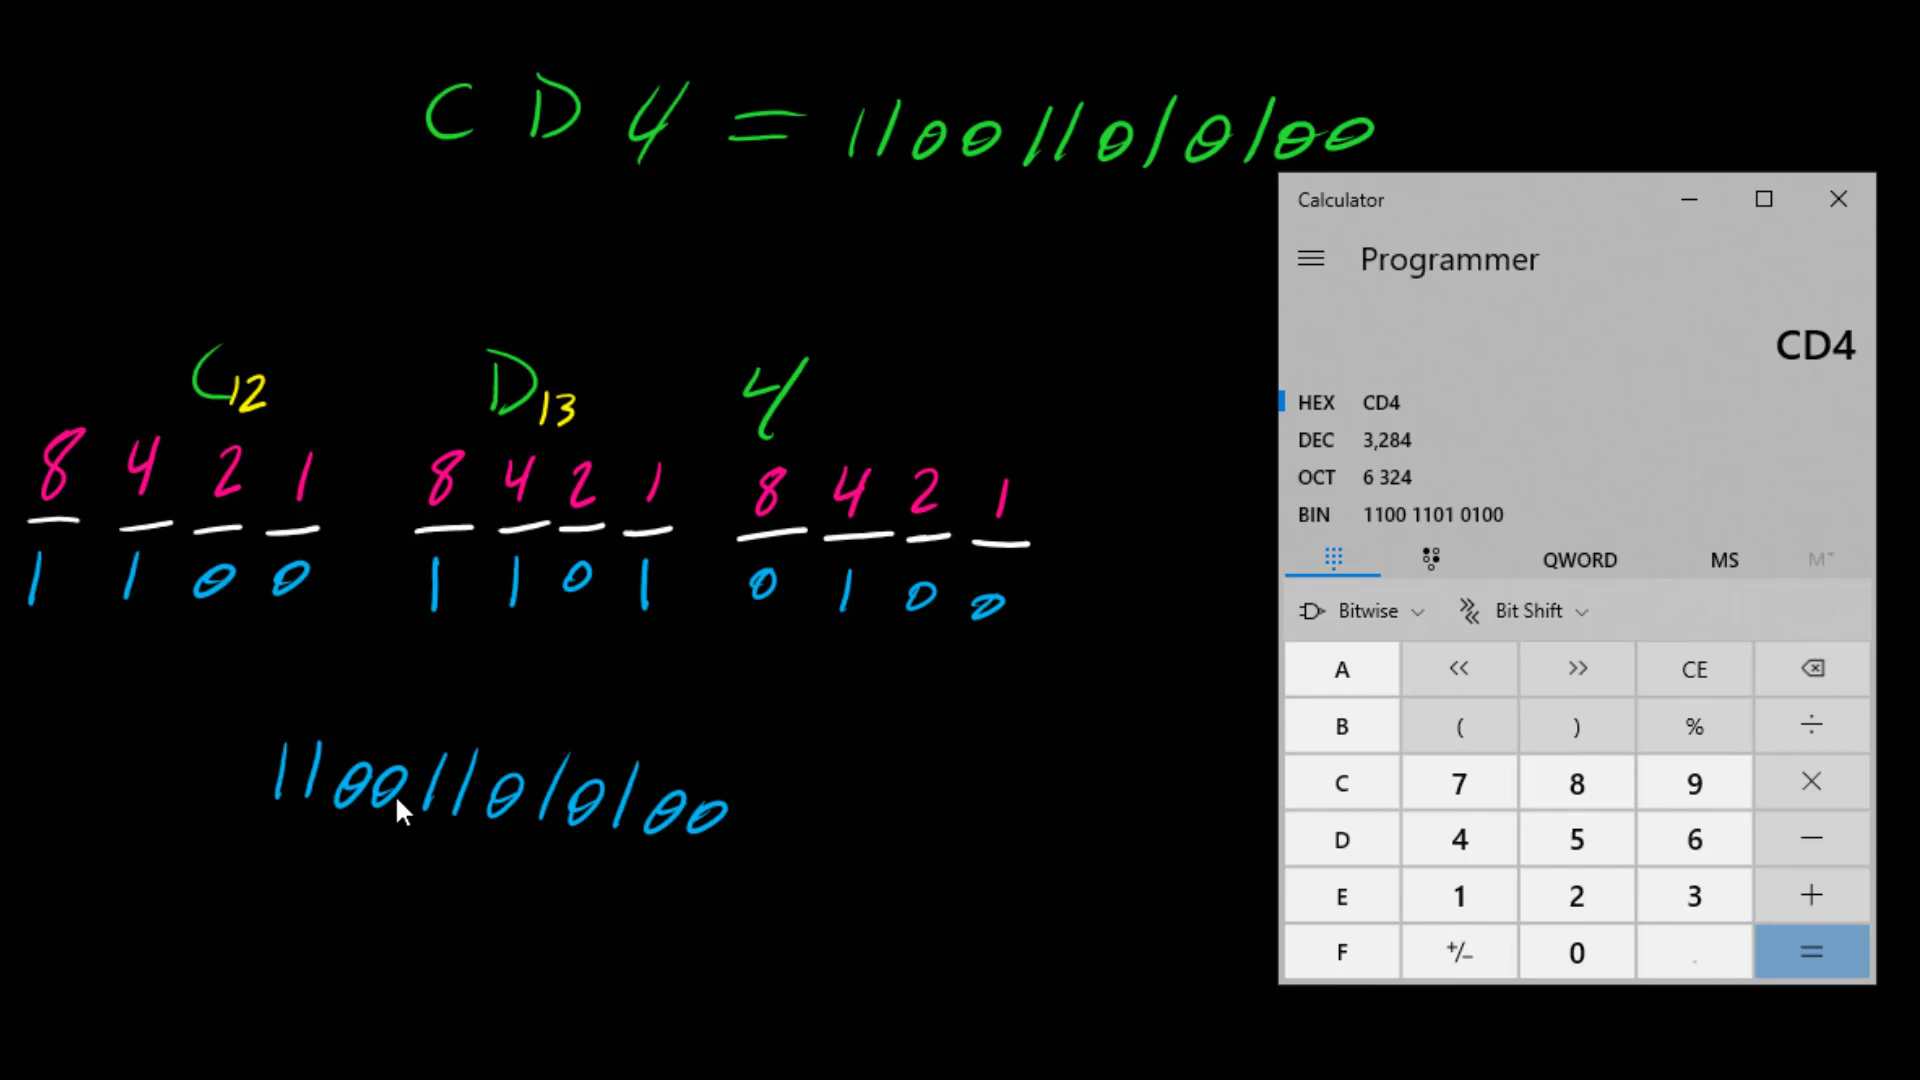 CD4 = 110011010100
C12 D13 4
8 4 2 1 8 4 2 1 8 4 2 1
1 1 0 0 1 1 0 1 0 1 0 0
110011010100
Calculator
Programmer
CD4
HEX CD4
DEC 3,284
OCT 6 324
BIN 1100 1101 0100
QWORD MS M˅
Bitwise Bit Shift
A << >> CE
B ( ) % ÷
C 7 8 9 ×
D 4 5 6 −
E 1 2 3 +
F +/− 0 . =